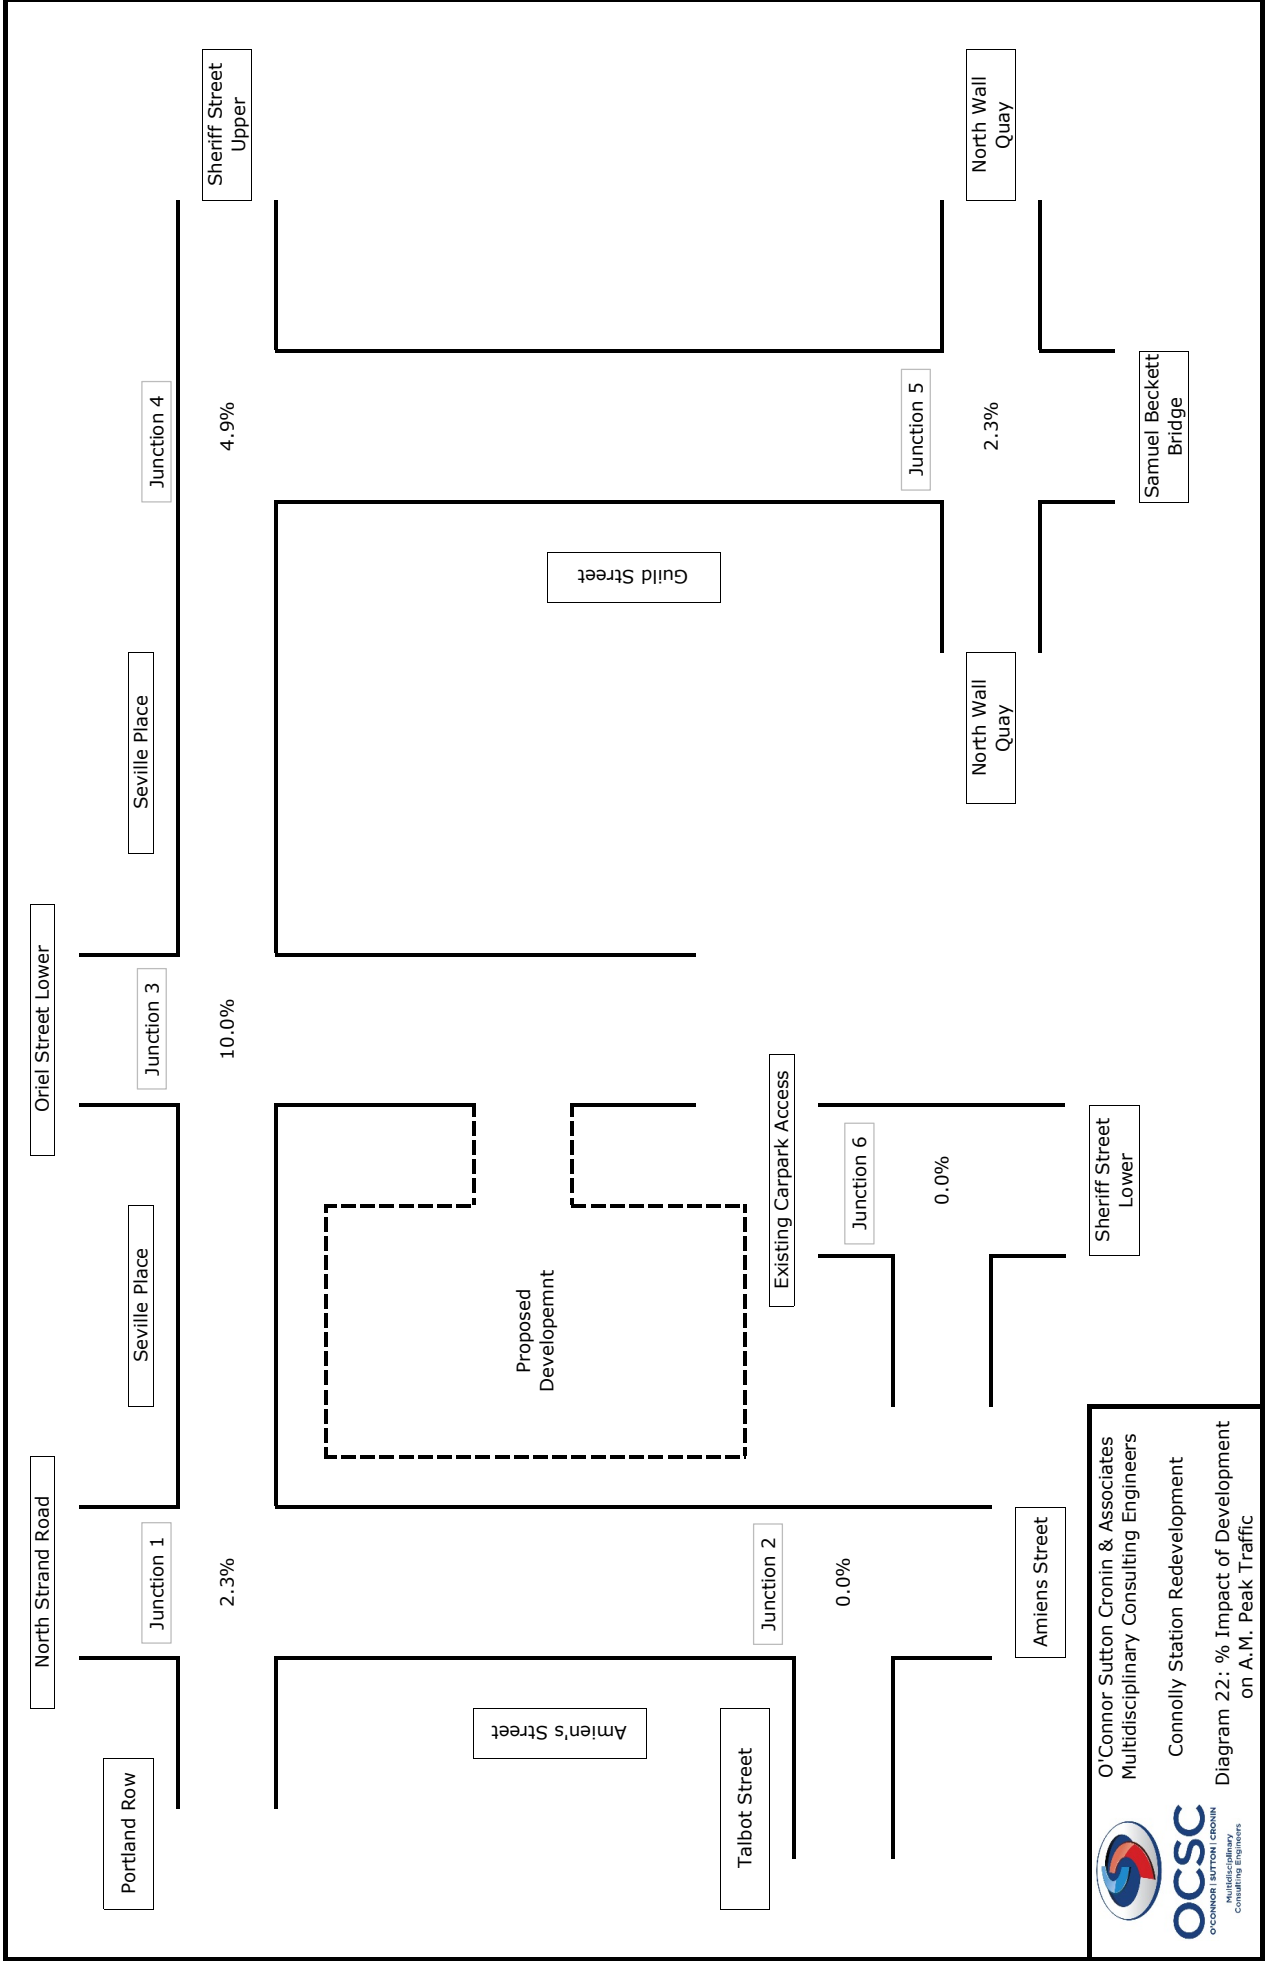 North Strand Road
Oriel Street Lower
Portland Row
Junction 1
Seville Place
Junction 3
Seville Place
Junction 4
2.3%
10.0%
4.9%
Sheriff Street
Upper
Amien's Street
Proposed
Developemnt
Guild Street
Talbot Street
Junction 2
0.0%
Existing Carpark Access
Junction 6
0.0%
Junction 5
2.3%
North Wall
Quay
North Wall
Quay
Amiens Street
Sheriff Street
Lower
Samuel Beckett
Bridge
OCSC
O'CONNOR | SUTTON | CRONIN
Multidisciplinary
Consulting Engineers
O'Connor Sutton Cronin & Associates
Multidisciplinary Consulting Engineers
Connolly Station Redevelopment
Diagram 22: % Impact of Development
on A.M. Peak Traffic